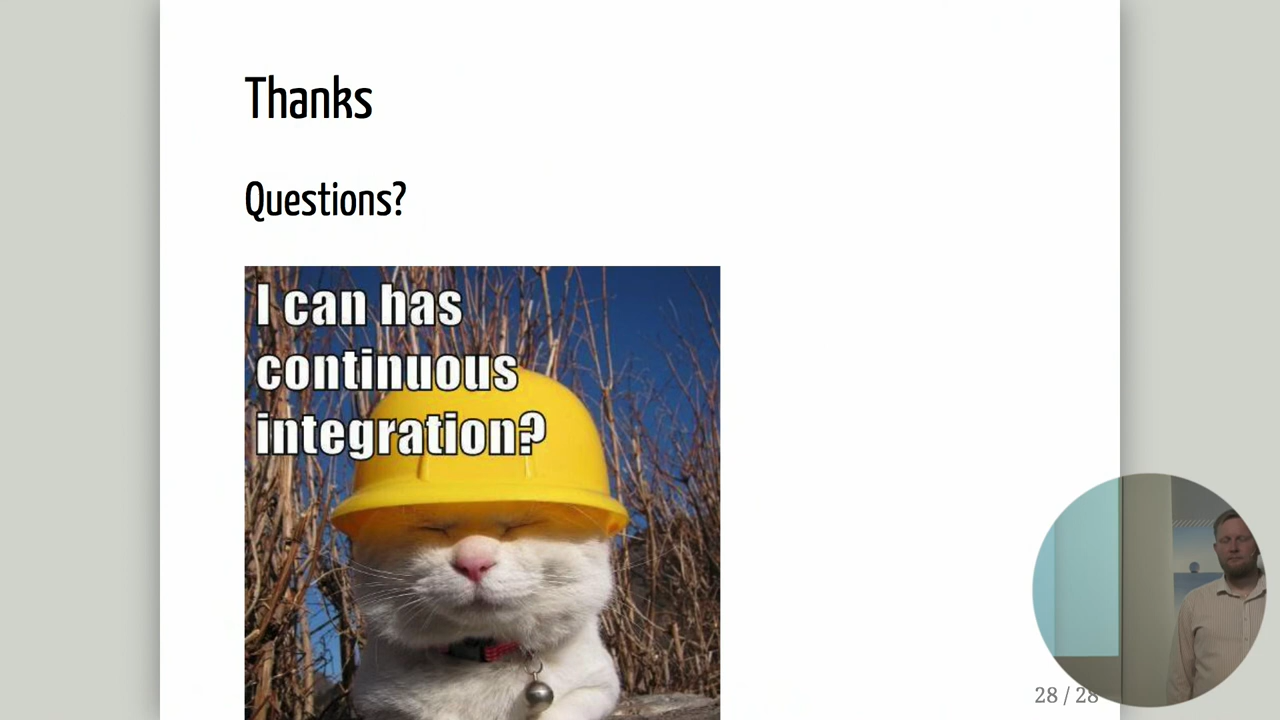 Thanks
Questions?
I can has
continuous
integration?
28 / 28